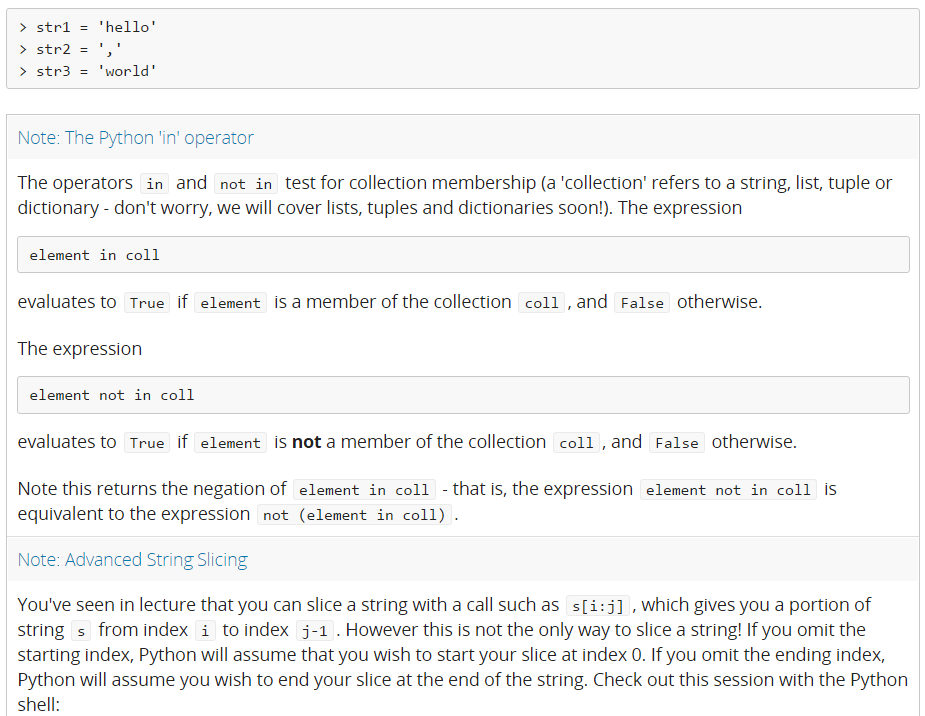 > str1 = 'hello'
> str2 = ','
> str3 = 'world'
Note: The Python 'in' operator
The operators in and not in test for collection membership (a 'collection' refers to a string, list, tuple or
dictionary - don't worry, we will cover lists, tuples and dictionaries soon!). The expression
element in coll
evaluates to True if element is a member of the collection coll, and False otherwise.
The expression
element not in coll
evaluates to True if element is not a member of the collection coll, and False otherwise.
Note this returns the negation of element in coll - that is, the expression element not in coll is
equivalent to the expression not (element in coll).
Note: Advanced String Slicing
You've seen in lecture that you can slice a string with a call such as s[i:j], which gives you a portion of
string s from index i to index j-1. However this is not the only way to slice a string! If you omit the
starting index, Python will assume that you wish to start your slice at index 0. If you omit the ending index,
Python will assume you wish to end your slice at the end of the string. Check out this session with the Python
shell: